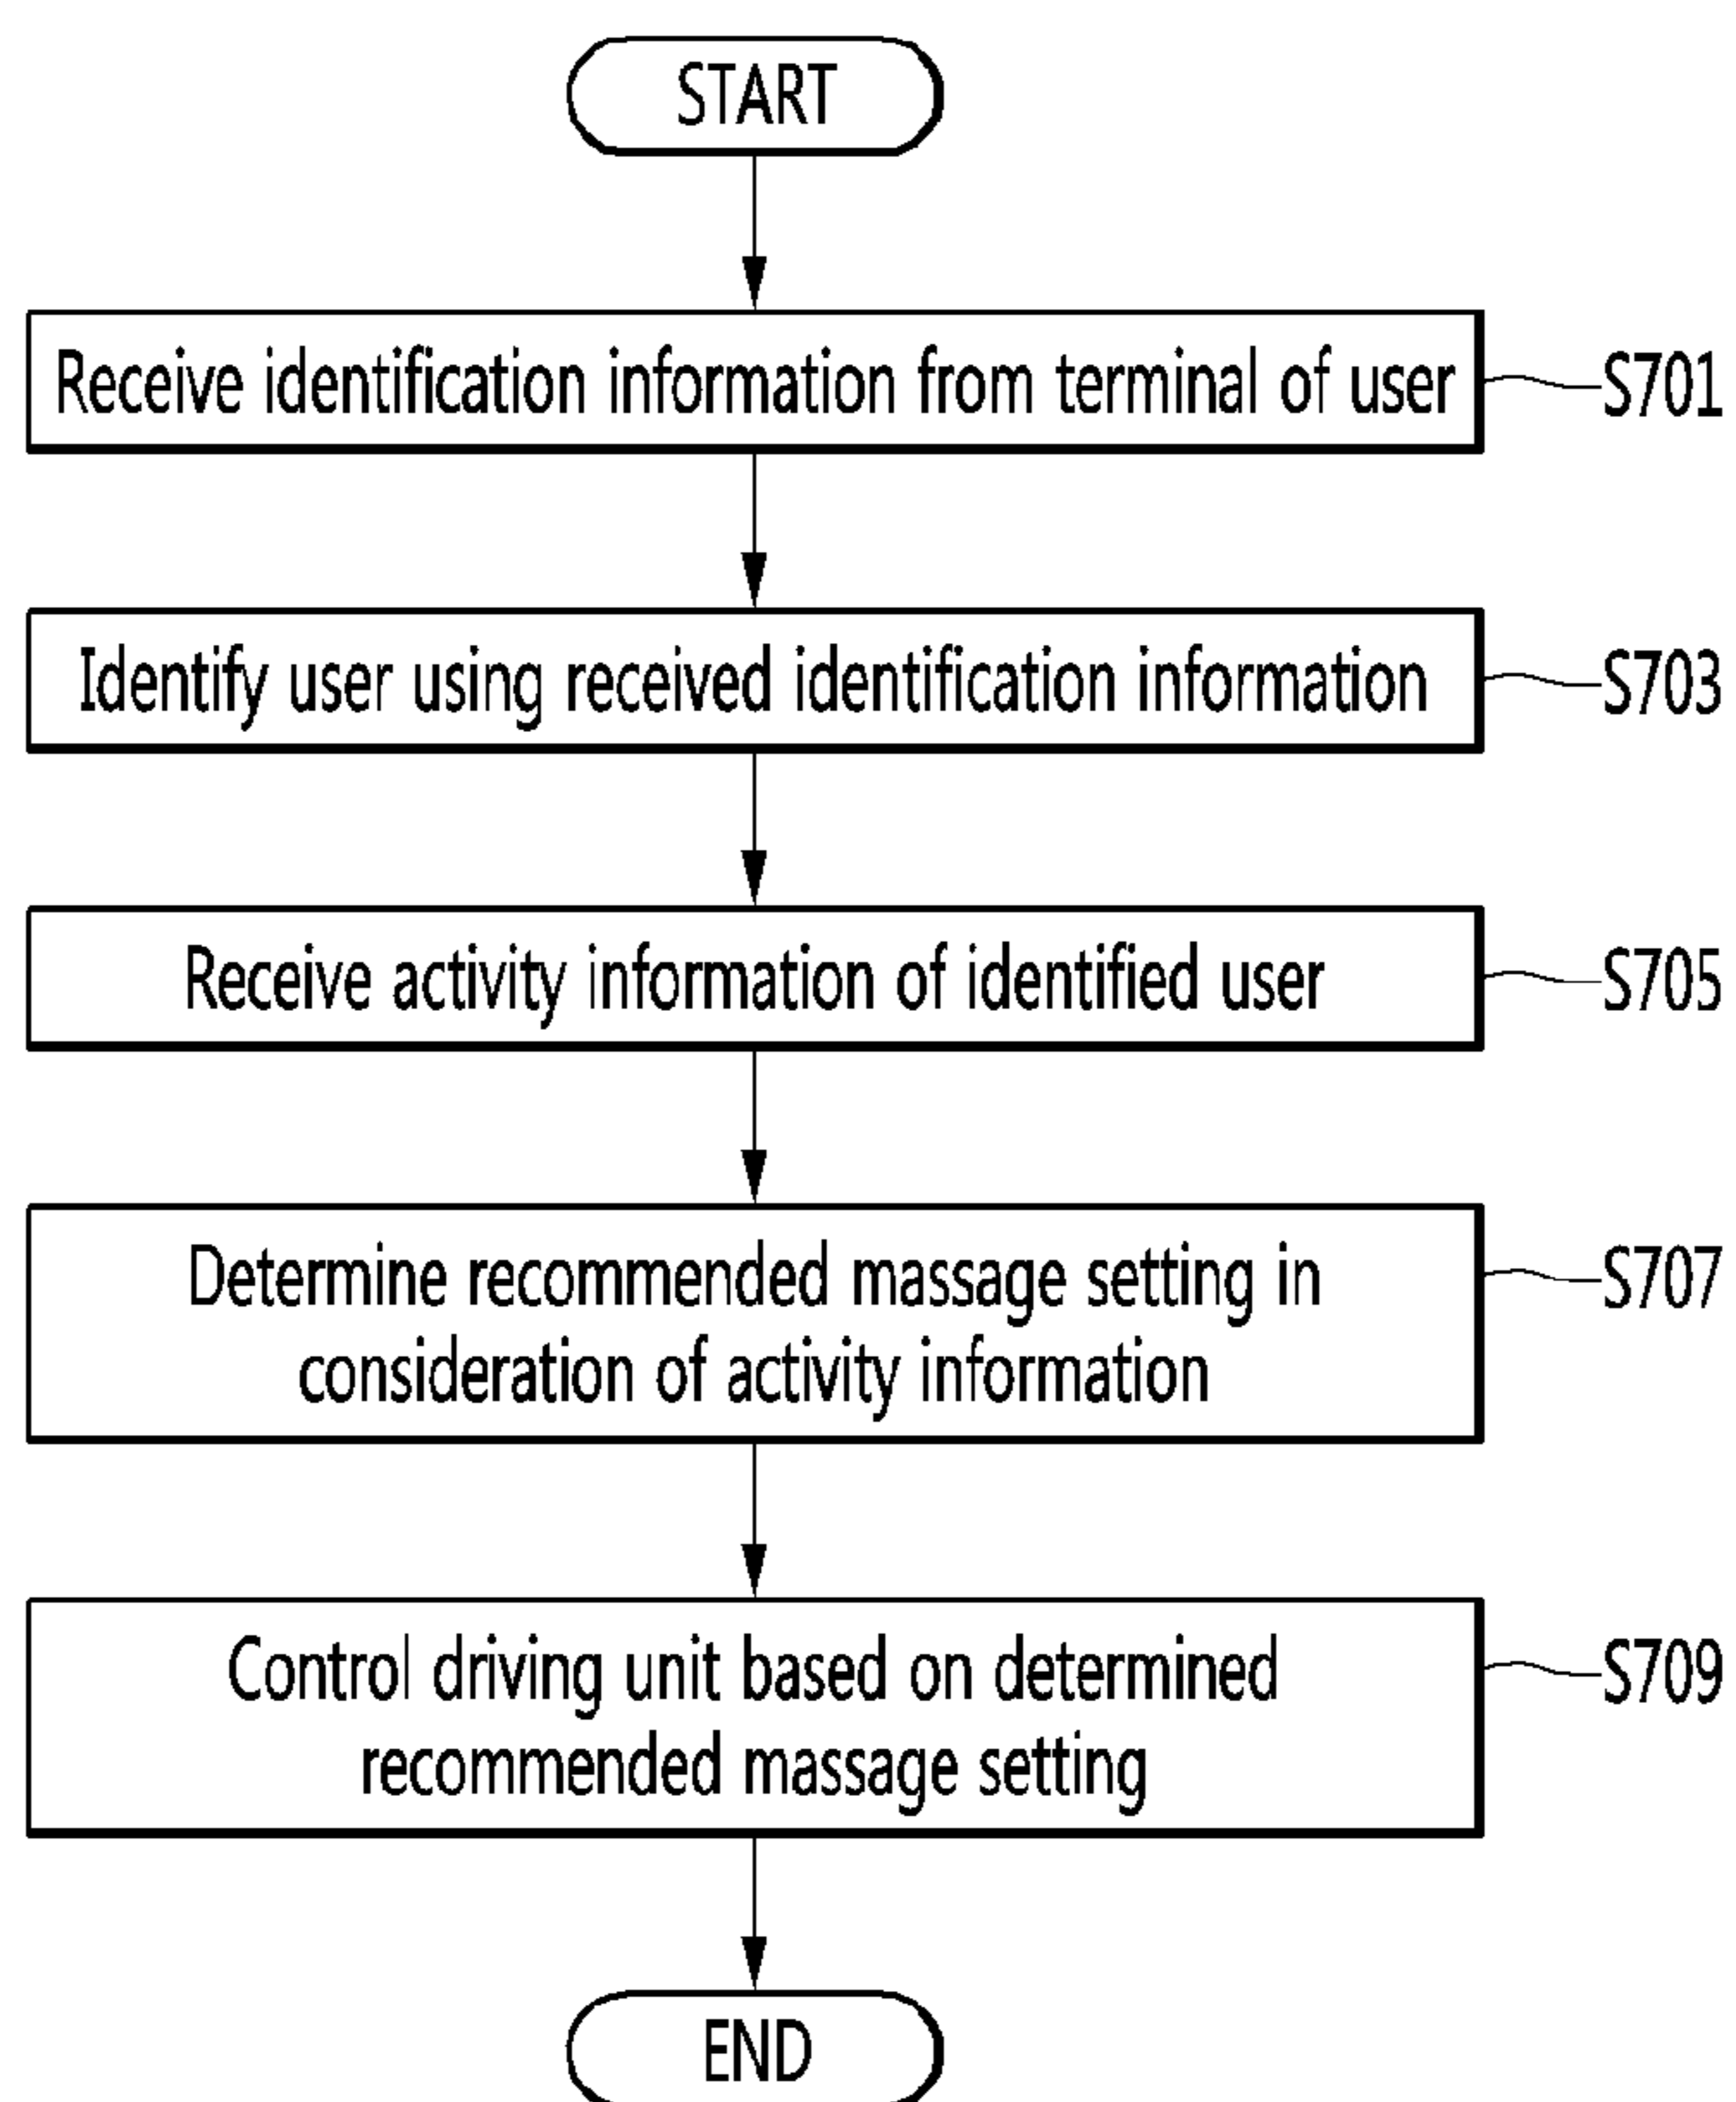 START
Receive identification information from terminal of user
S701
Identify user using received identification information
S703
Receive activity information of identified user
S705
Determine recommended massage setting in
S707
consideration of activity information
Control driving unit based on determined
S709
recommended massage setting
END